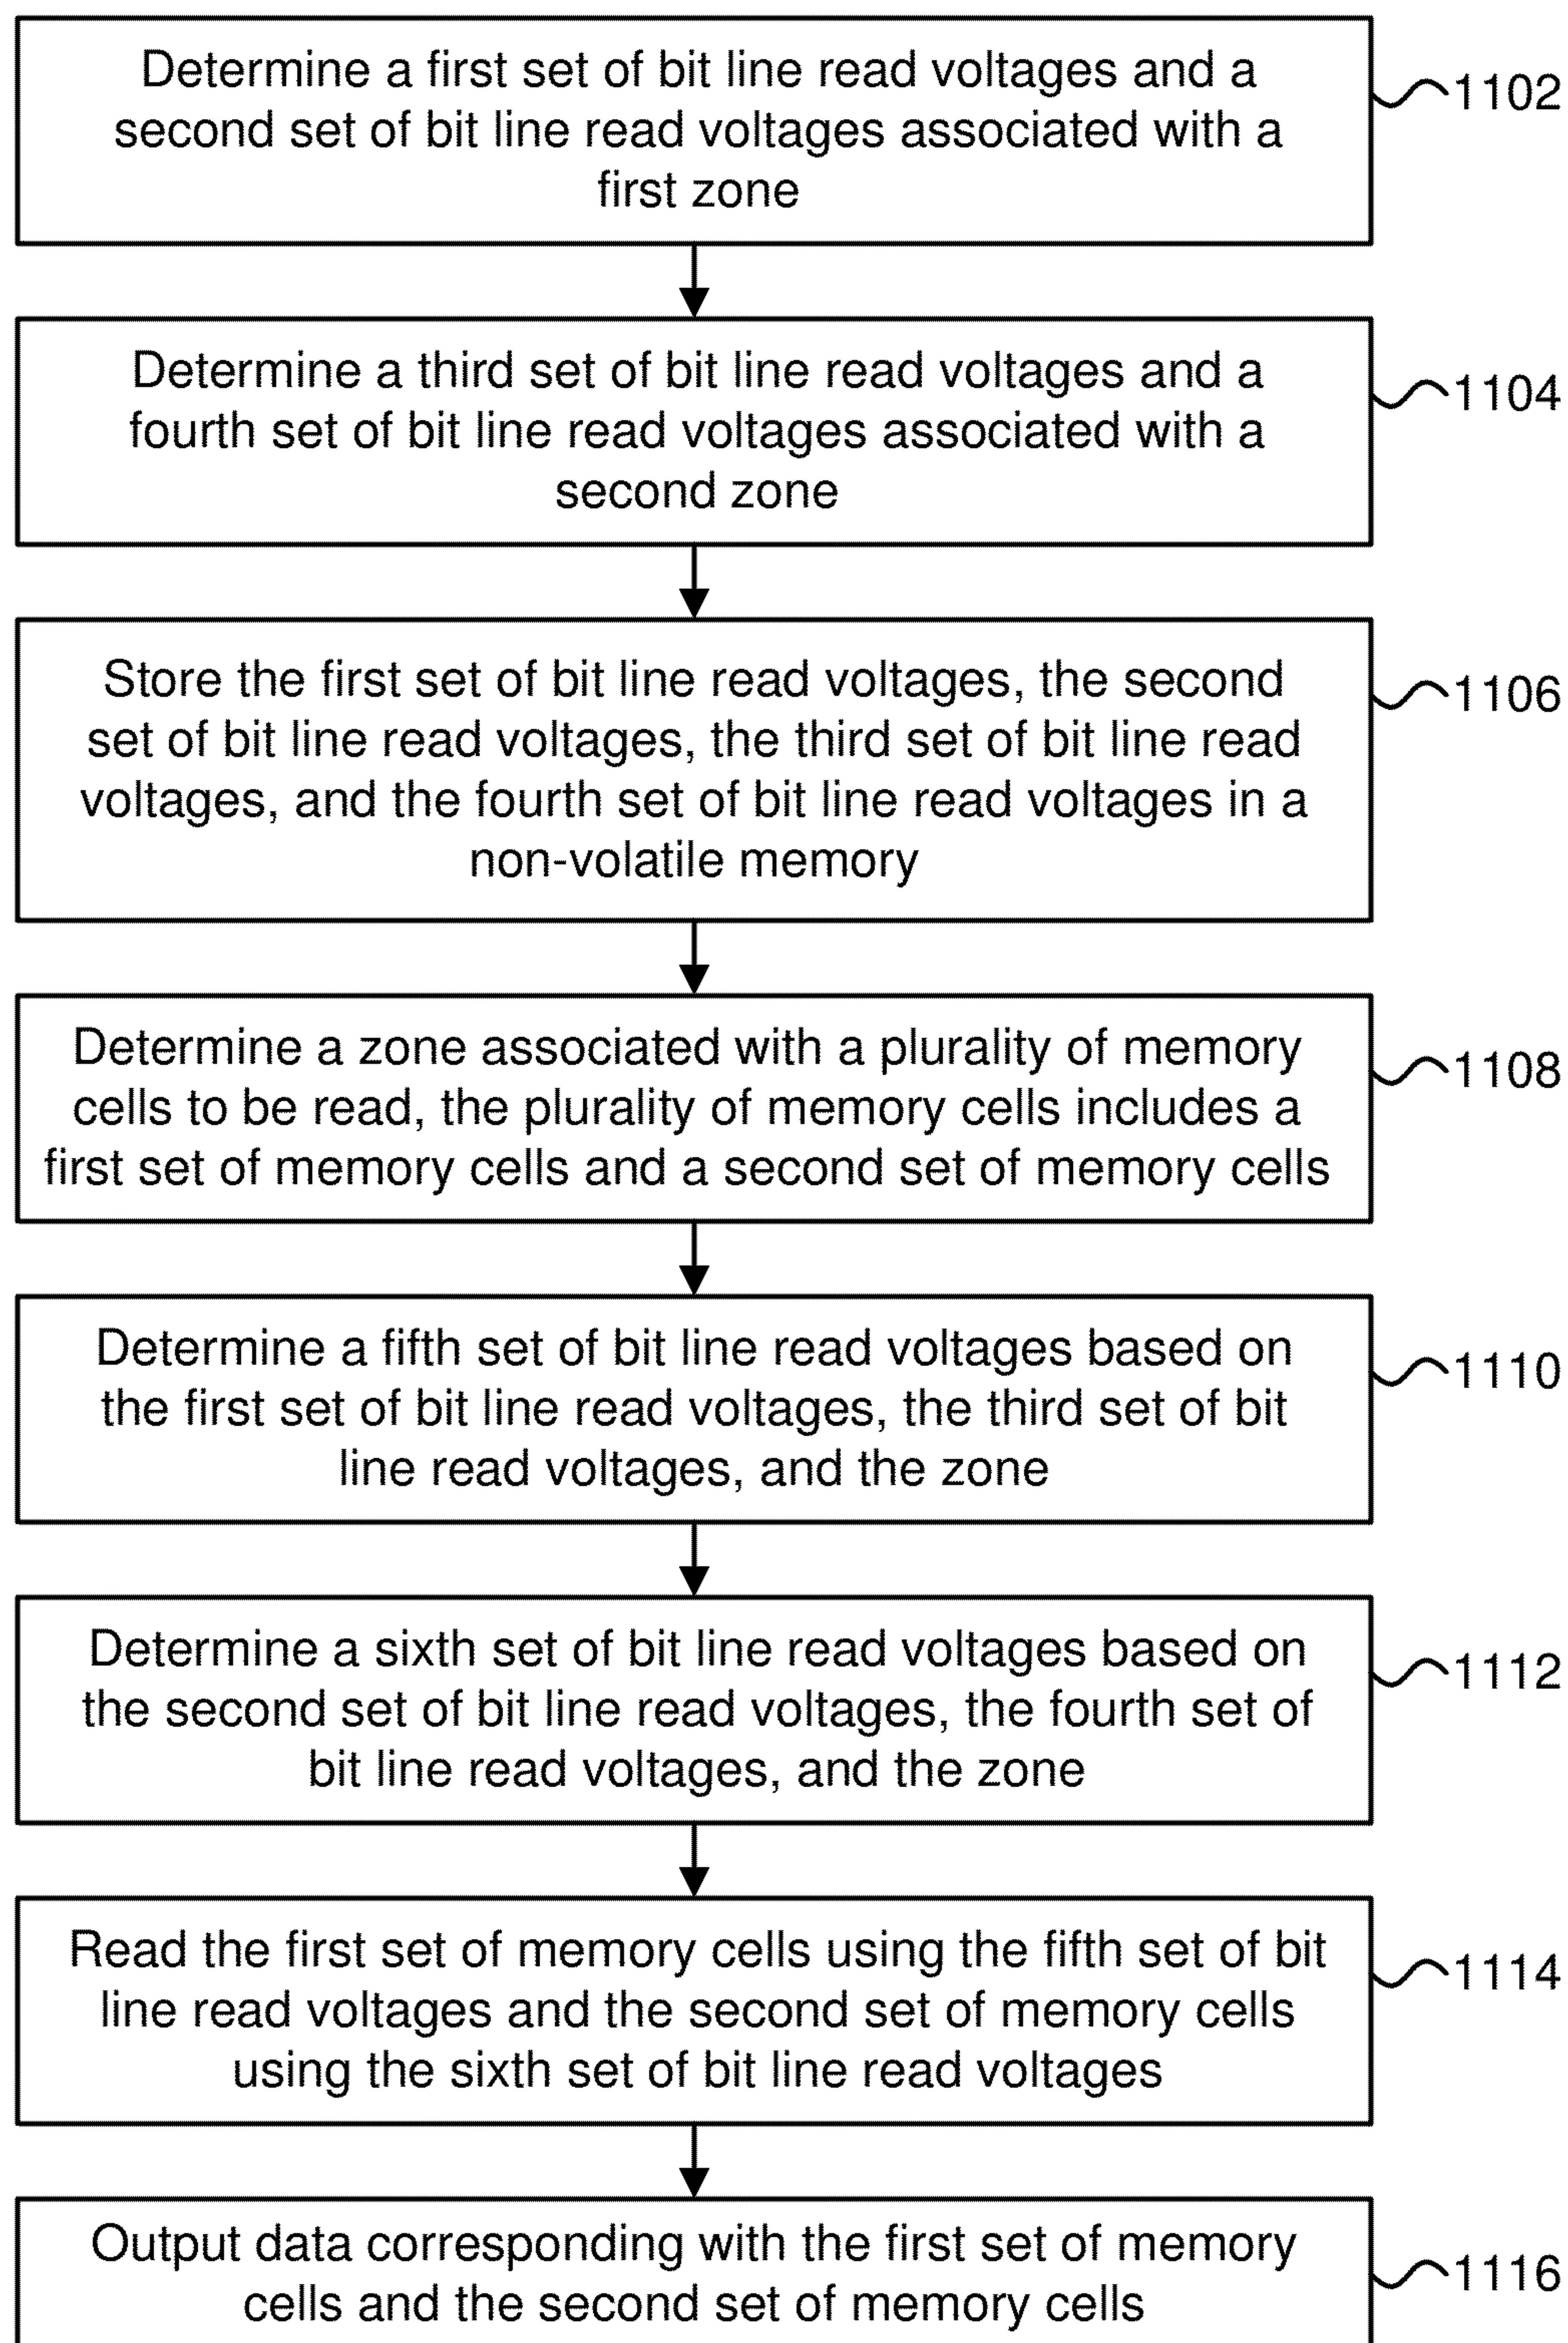 Determine a first set of bit line read voltages and a
second set of bit line read voltages associated with a
first zone
1102
Determine a third set of bit line read voltages and a
fourth set of bit line read voltages associated with a
second zone
1104
Store the first set of bit line read voltages, the second
set of bit line read voltages, the third set of bit line read
voltages, and the fourth set of bit line read voltages in a
non-volatile memory
1106
Determine a zone associated with a plurality of memory
cells to be read, the plurality of memory cells includes a
first set of memory cells and a second set of memory cells
1108
Determine a fifth set of bit line read voltages based on
the first set of bit line read voltages, the third set of bit
line read voltages, and the zone
1110
Determine a sixth set of bit line read voltages based on
the second set of bit line read voltages, the fourth set of
bit line read voltages, and the zone
1112
Read the first set of memory cells using the fifth set of bit
line read voltages and the second set of memory cells
using the sixth set of bit line read voltages
1114
Output data corresponding with the first set of memory
cells and the second set of memory cells
1116